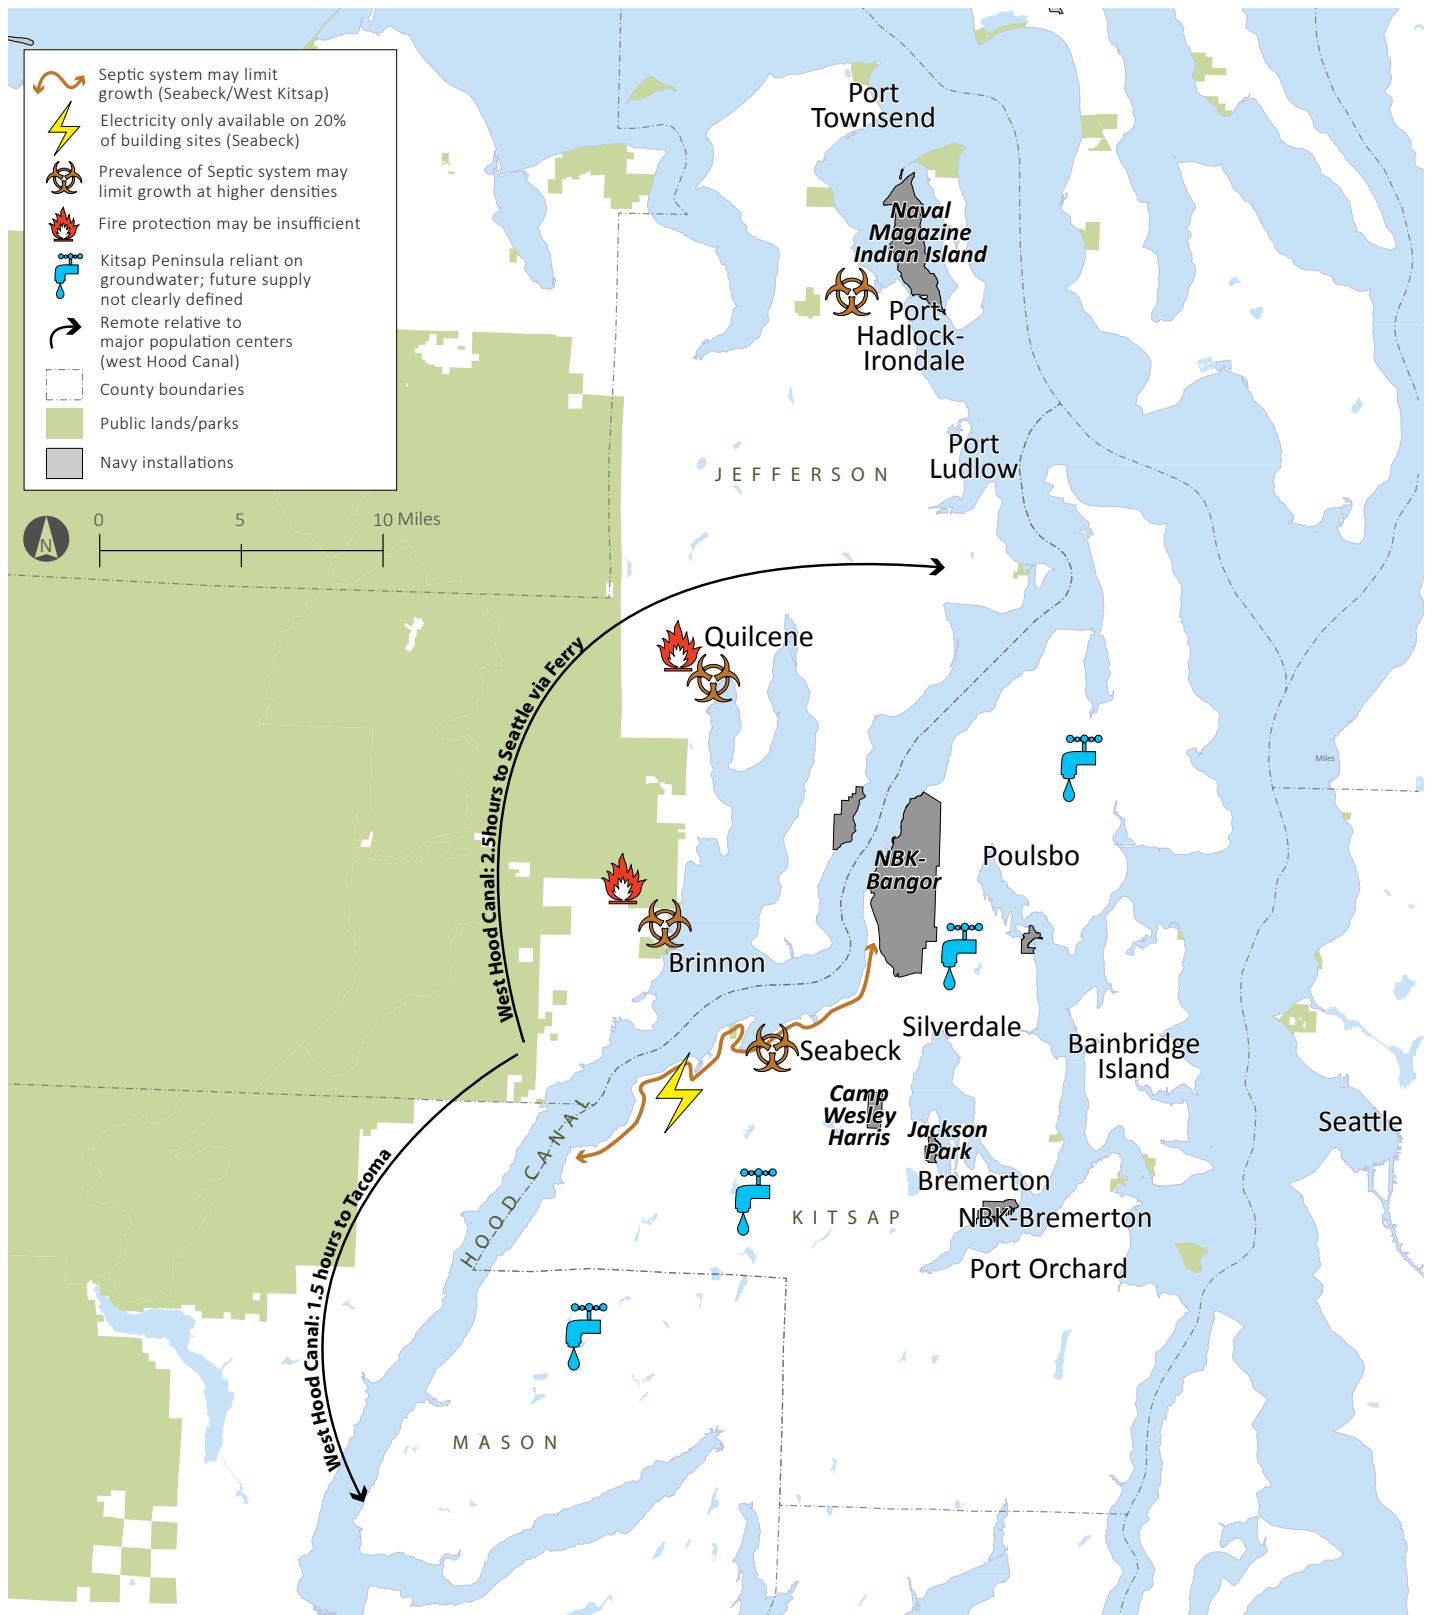 Septic system may limit
growth (Seabeck/West Kitsap)
Electricity only available on 20%
of building sites (Seabeck)
Prevalence of Septic system may
limit growth at higher densities
Fire protection may be insufficient
Kitsap Peninsula reliant on
groundwater; future supply
not clearly defined
Remote relative to
major population centers
(west Hood Canal)
County boundaries
Public lands/parks
Navy installations
0 5 10 Miles
N
Port
Townsend
Naval
Magazine
Indian Island
Port
Hadlock-
Irondale
Port
Ludlow
JEFFERSON
Quilcene
West Hood Canal: 2.5hours to Seattle via Ferry
Miles
NBK-
Bangor
Poulsbo
Brinnon
Silverdale
Seabeck
Bainbridge
Island
Camp
Wesley
Harris
Jackson
Park
Seattle
HOOD CANAL
Bremerton
KITSAP
NBK-Bremerton
Port Orchard
West Hood Canal: 1.5 hours to Tacoma
MASON